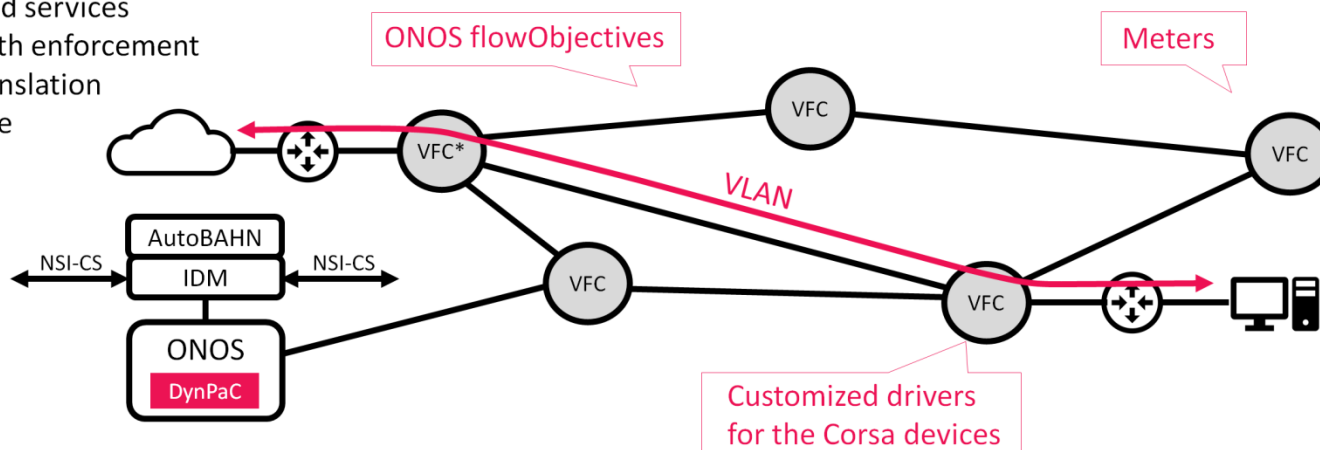 d services
th enforcement
nslation
e
ONOS flowObjectives
Meters
VFC
VFC*
VFC
VLAN
AutoBAHN
NSI-CS
IDM
NSI-CS
VFC
VFC
ONOS
DynPaC
Customized drivers
for the Corsa devices